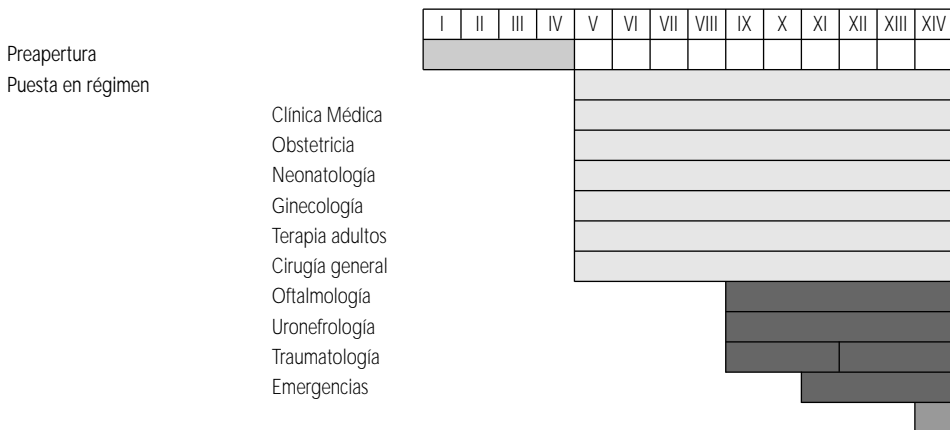 I II III IV V VI VII VIII IX X XI XII XIII XIV
Preapertura
Puesta en régimen
Clínica Médica
Obstetricia
Neonatología
Ginecología
Terapia adultos
Cirugía general
Oftalmología
Uronefrología
Traumatología
Emergencias